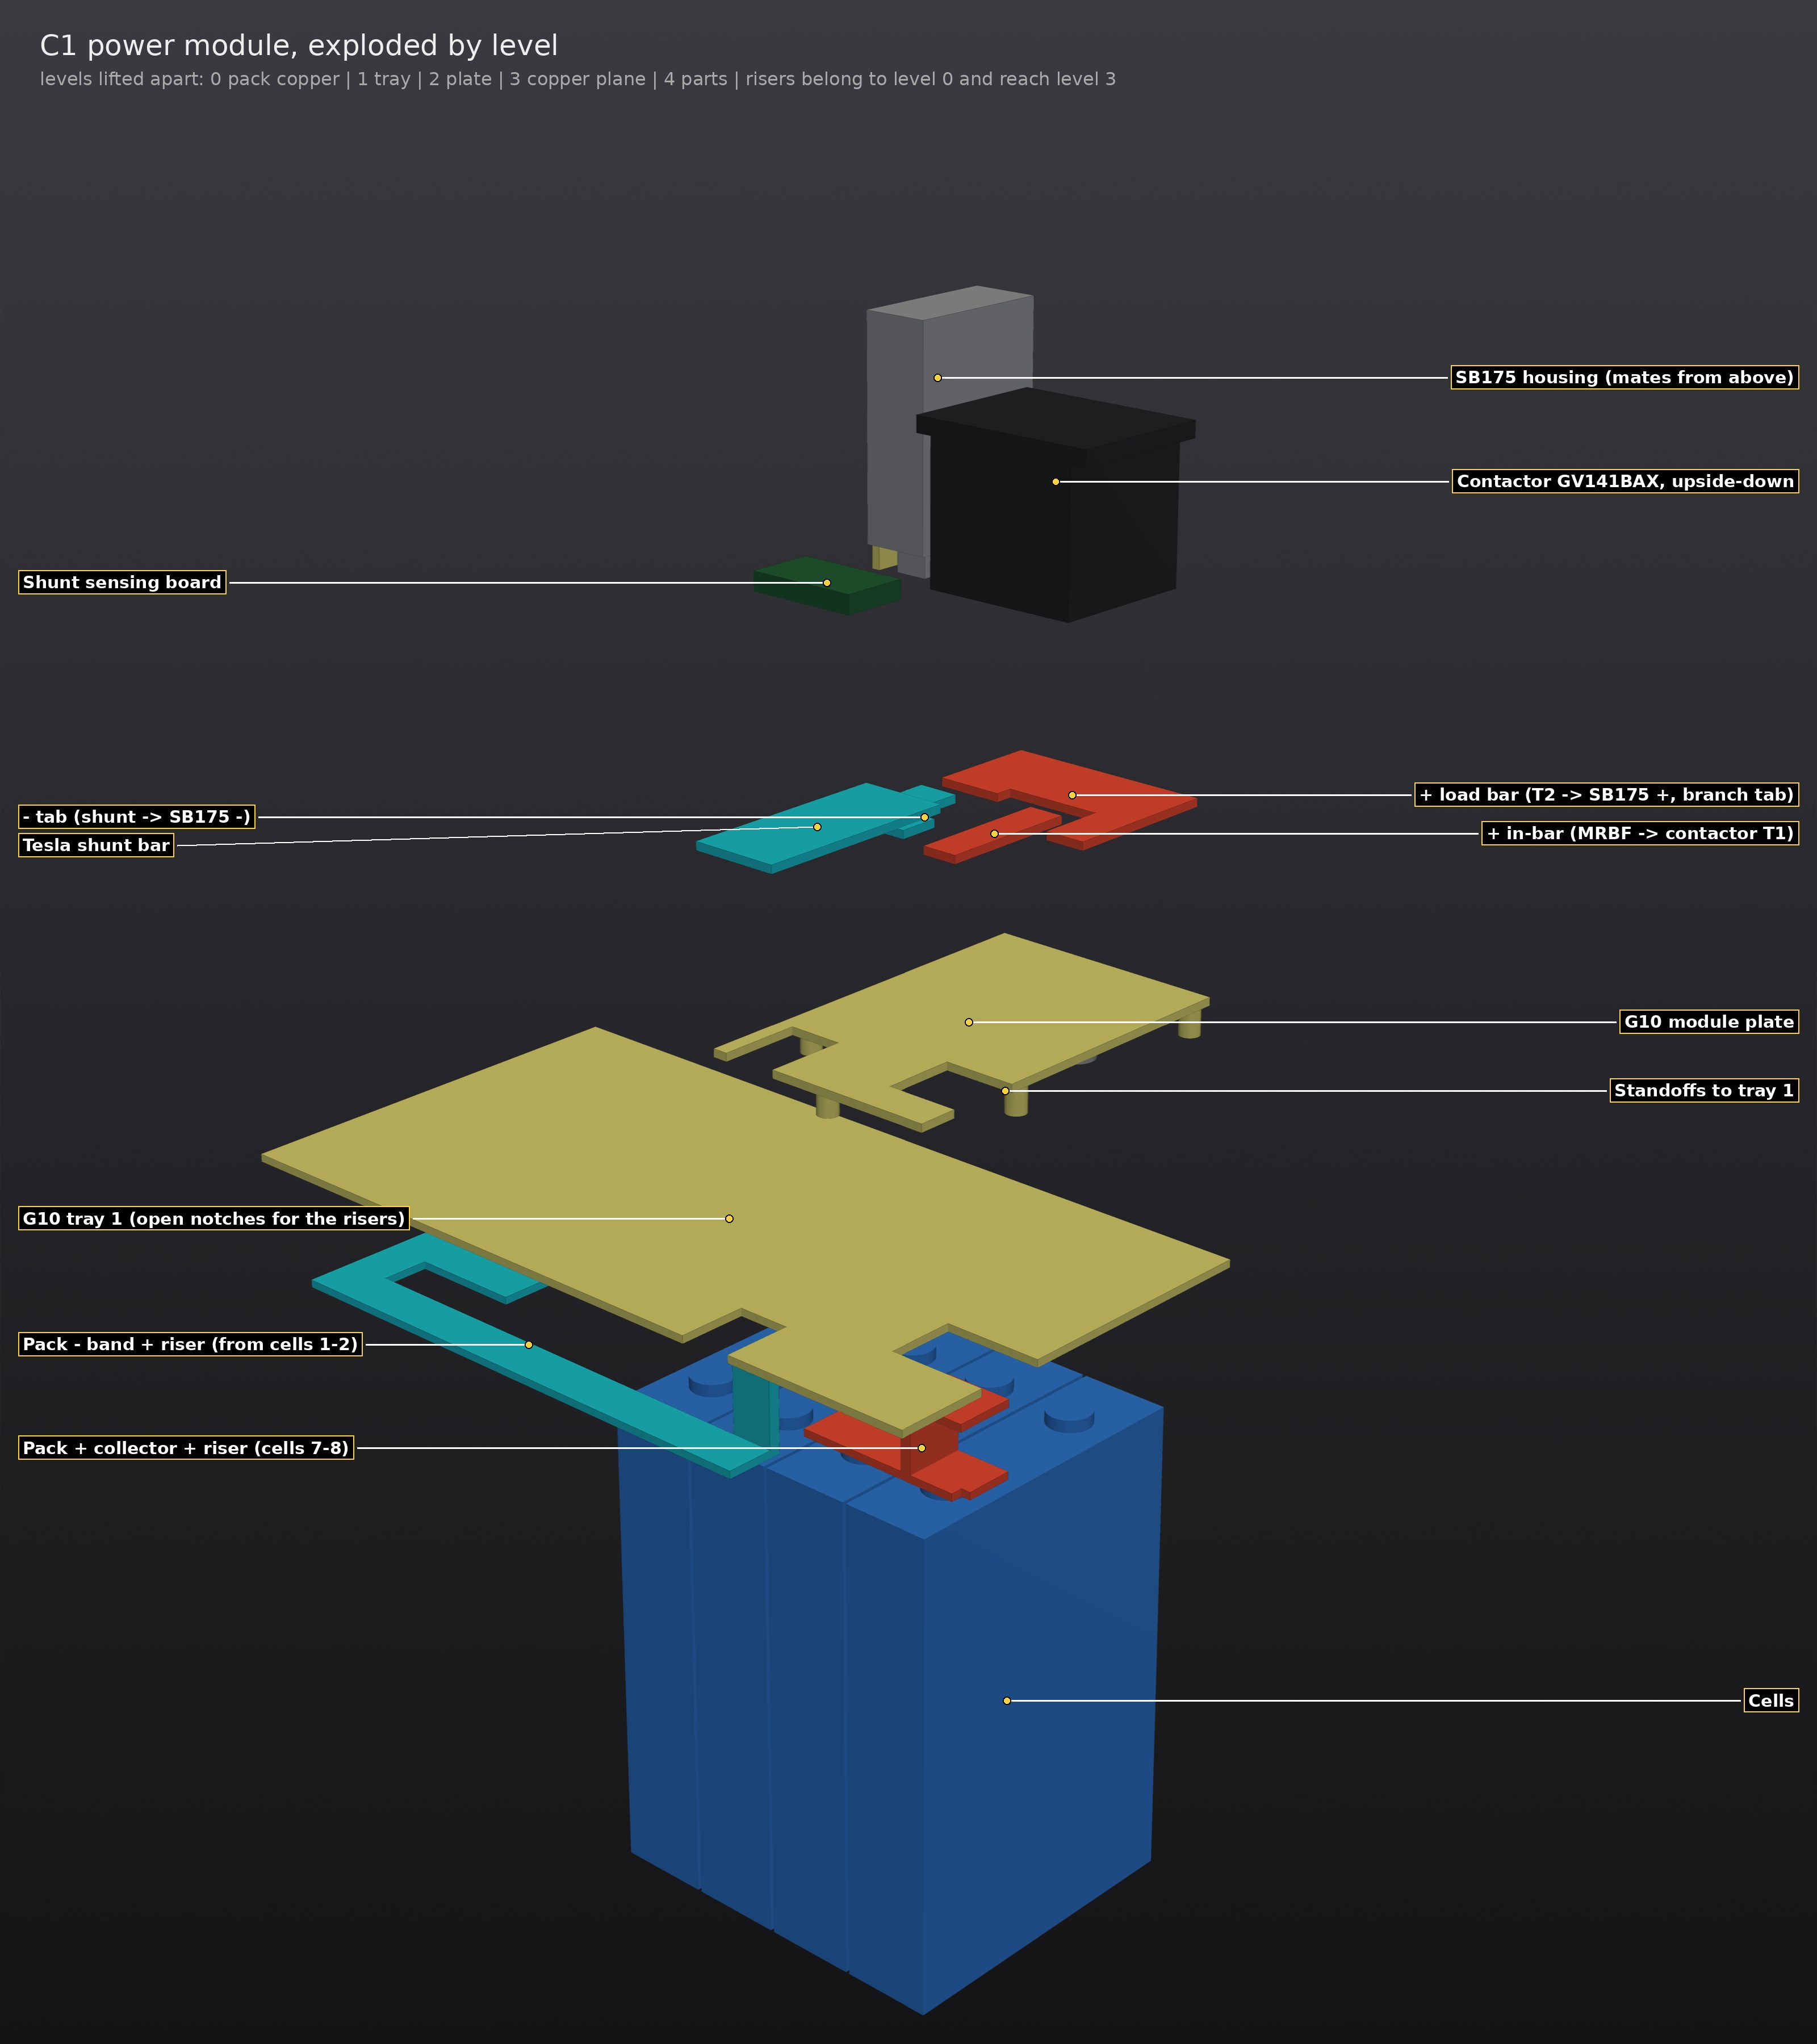 C1 power module, exploded by level
levels lifted apart: 0 pack copper | 1 tray | 2 plate | 3 copper plane | 4 parts | risers belong to level 0 and reach level 3
SB175 housing (mates from above)
Contactor GV141BAX, upside-down
Shunt sensing board
+ load bar (T2 -> SB175 +, branch tab)
- tab (shunt -> SB175 -)
+ in-bar (MRBF -> contactor T1)
Tesla shunt bar
G10 module plate
Standoffs to tray 1
G10 tray 1 (open notches for the risers)
Pack - band + riser (from cells 1-2)
Pack + collector + riser (cells 7-8)
Cells